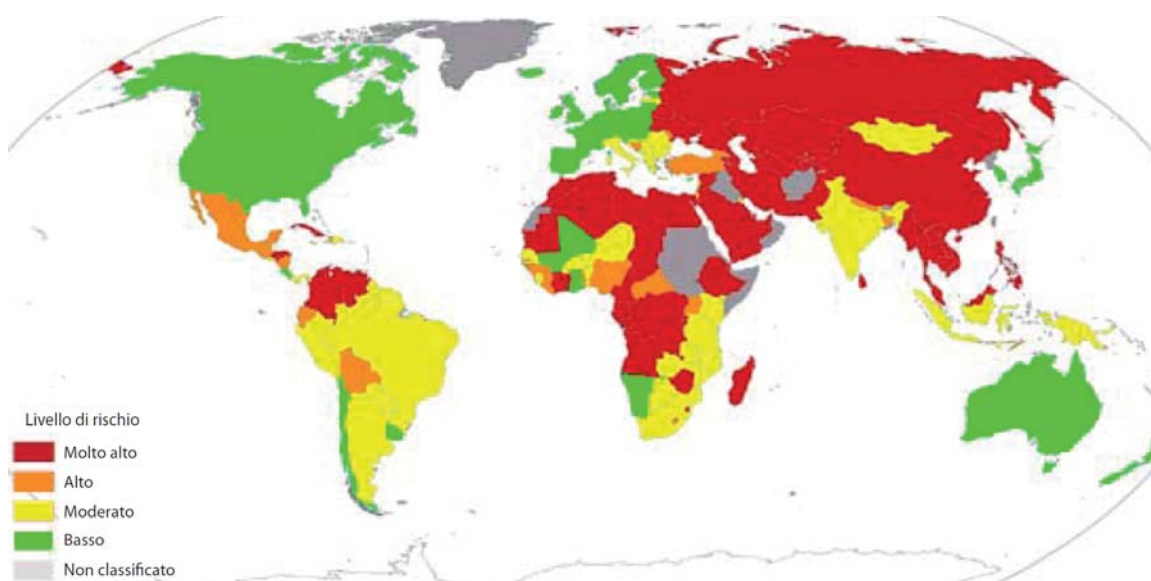 Livello di rischio
Molto alto
Alto
Moderato
Basso
Non classificato